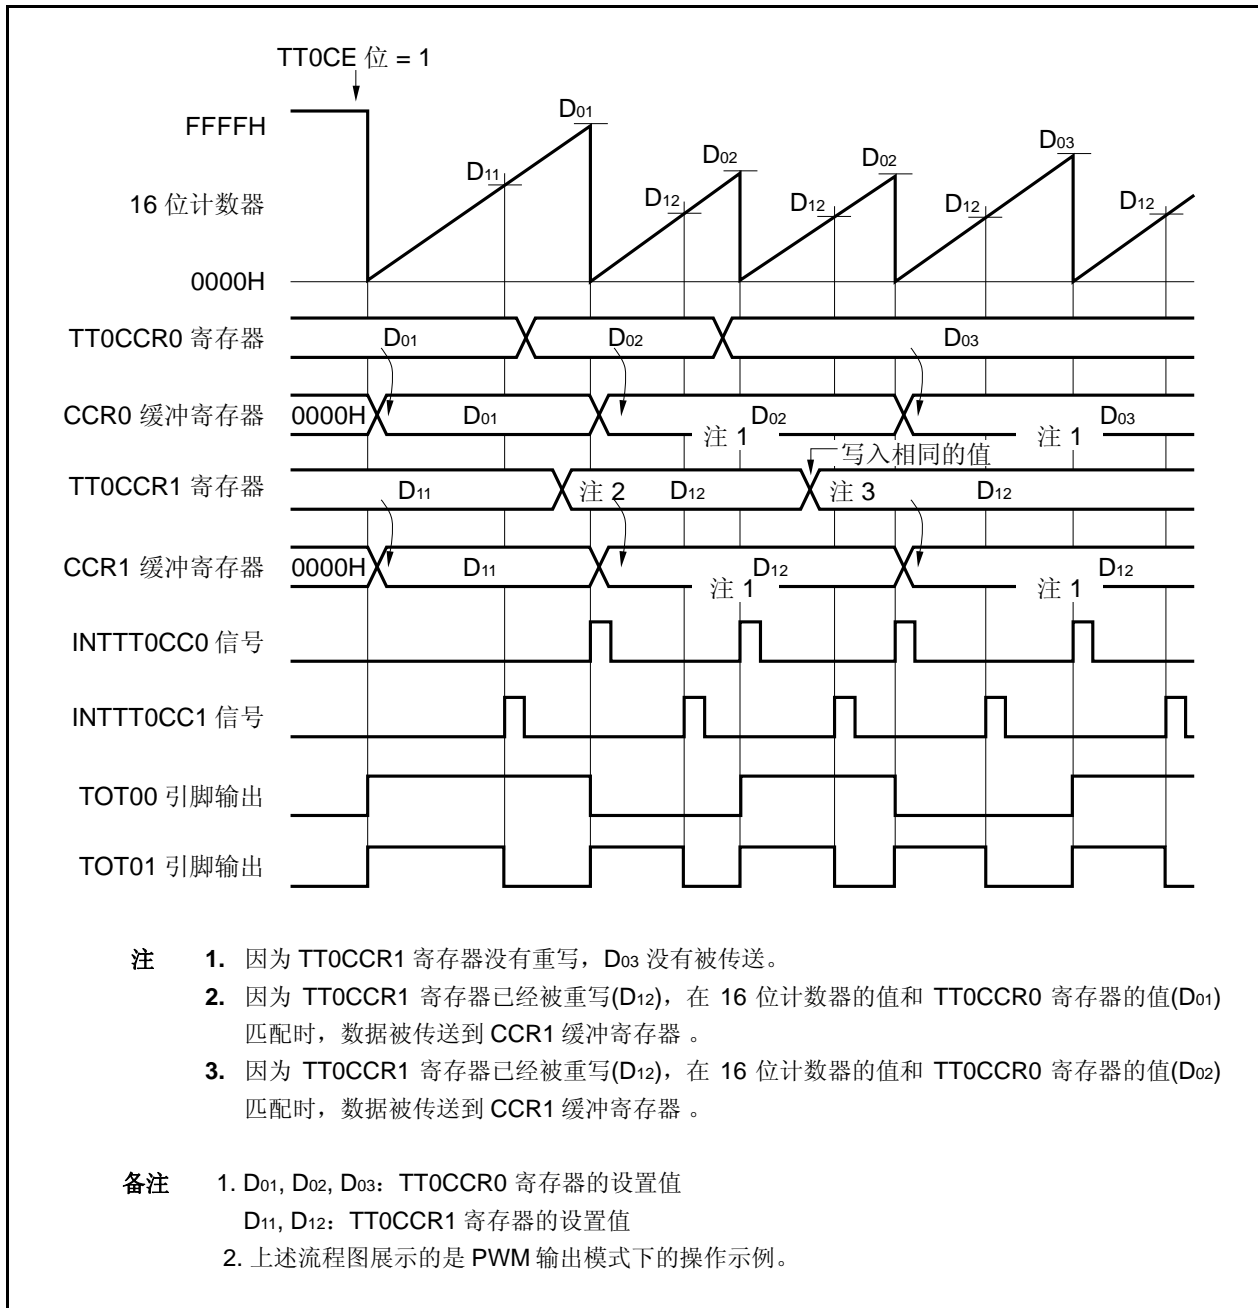 TT0CE 位 = 1
FFFFH
D01
D11
D02
D02
D03
16 位计数器
D12
D12
D12
D12
0000H
TT0CCR0 寄存器
D01
D02
D03
CCR0 缓冲寄存器
0000H
D01
D02
D03
注 1
注 1
写入相同的值
TT0CCR1 寄存器
D11
注 2
D12
注 3
D12
CCR1 缓冲寄存器
0000H
D11
D12
D12
注 1
注 1
INTTT0CC0 信号
INTTT0CC1 信号
TOT00 引脚输出
TOT01 引脚输出
注 1. 因为 TT0CCR1 寄存器没有重写，D03 没有被传送。
2. 因为 TT0CCR1 寄存器已经被重写(D12)，在 16 位计数器的值和 TT0CCR0 寄存器的值(D01)
匹配时，数据被传送到 CCR1 缓冲寄存器 。
3. 因为 TT0CCR1 寄存器已经被重写(D12)，在 16 位计数器的值和 TT0CCR0 寄存器的值(D02)
匹配时，数据被传送到 CCR1 缓冲寄存器 。
备注 1. D01, D02, D03：TT0CCR0 寄存器的设置值
D11, D12：TT0CCR1 寄存器的设置值
2. 上述流程图展示的是 PWM 输出模式下的操作示例。